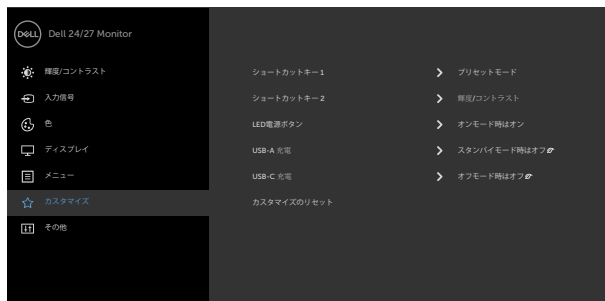 DELL Dell 24/27 Monitor
輝度/コントラスト
入力信号
色
ディスプレイ
メニュー
カスタマイズ
その他
ショートカットキー1 プリセットモード
ショートカットキー2 輝度/コントラスト
LED電源ボタン オンモード時はオン
USB-A 充電 スタンバイモード時はオフ
USB-C 充電 オフモード時はオフ
カスタマイズのリセット